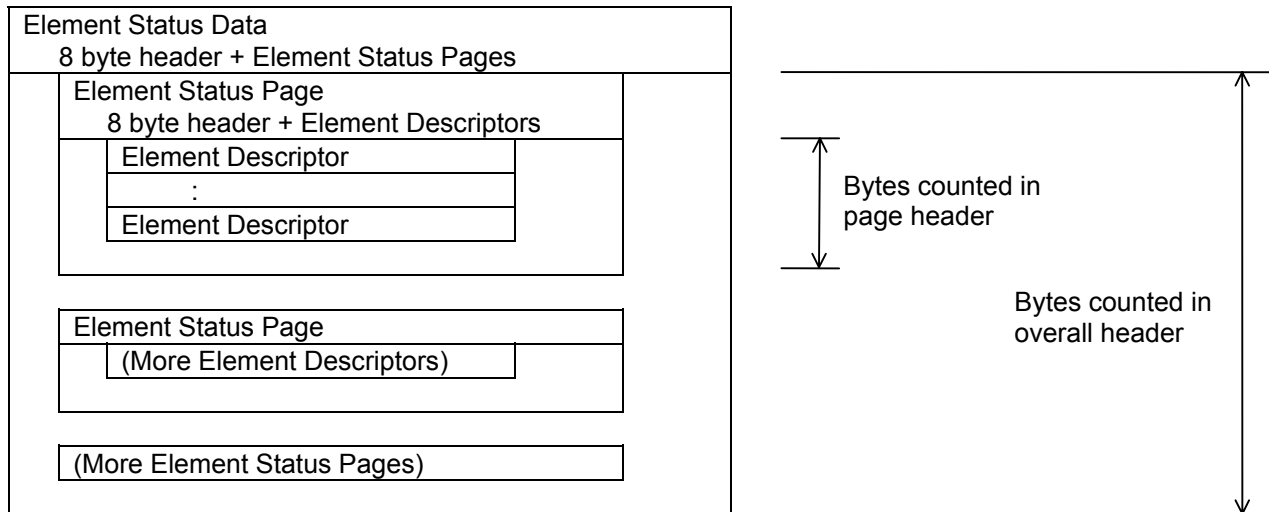 Element Status Data
8 byte header + Element Status Pages
Element Status Page
8 byte header + Element Descriptors
Element Descriptor
:
Element Descriptor
Bytes counted in
page header
Element Status Page
(More Element Descriptors)
(More Element Status Pages)
Bytes counted in
overall header